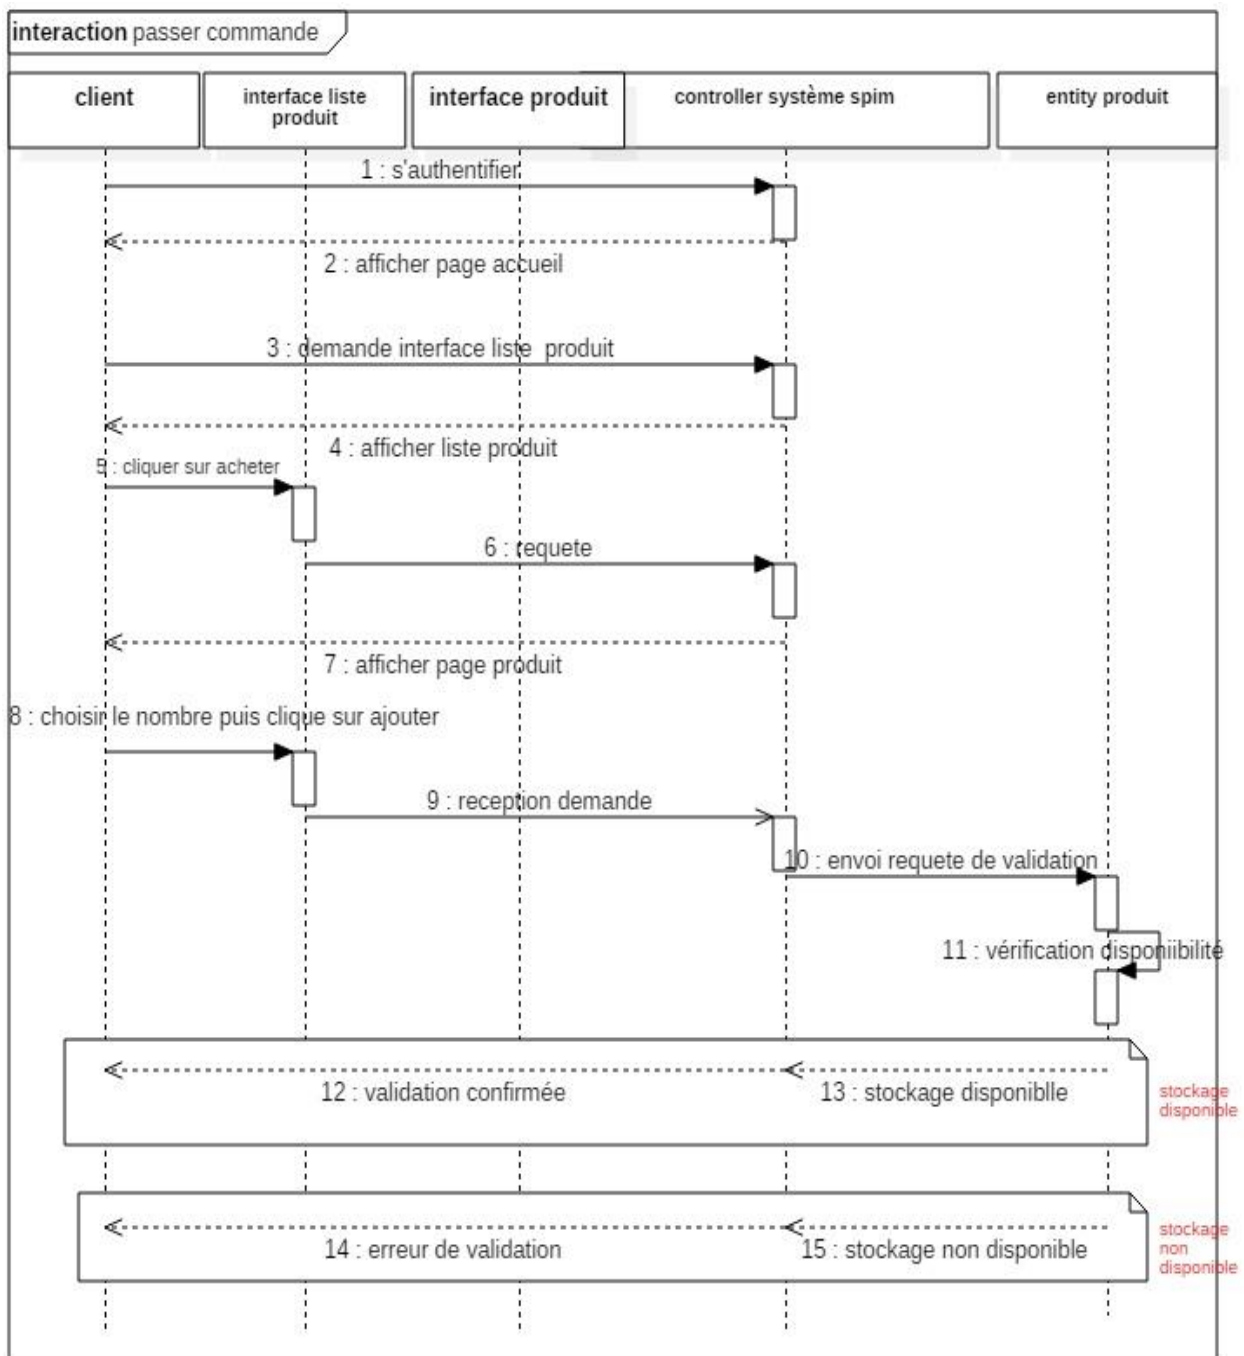 interaction passer commande
client
interface liste
produit
interface produit
controller système spim
entity produit
1 : s'authentifier
2 : afficher page accueil
3 : demande interface liste produit
4 : afficher liste produit
5 : cliquer sur acheter
6 : requete
7 : afficher page produit
8 : choisir le nombre puis clique sur ajouter
9 : reception demande
10 : envoi requete de validation
11 : vérification disponiibilité
12 : validation confirmée
13 : stockage disponiblle
stockage
disponible
14 : erreur de validation
15 : stockage non disponible
stockage
non
disponible